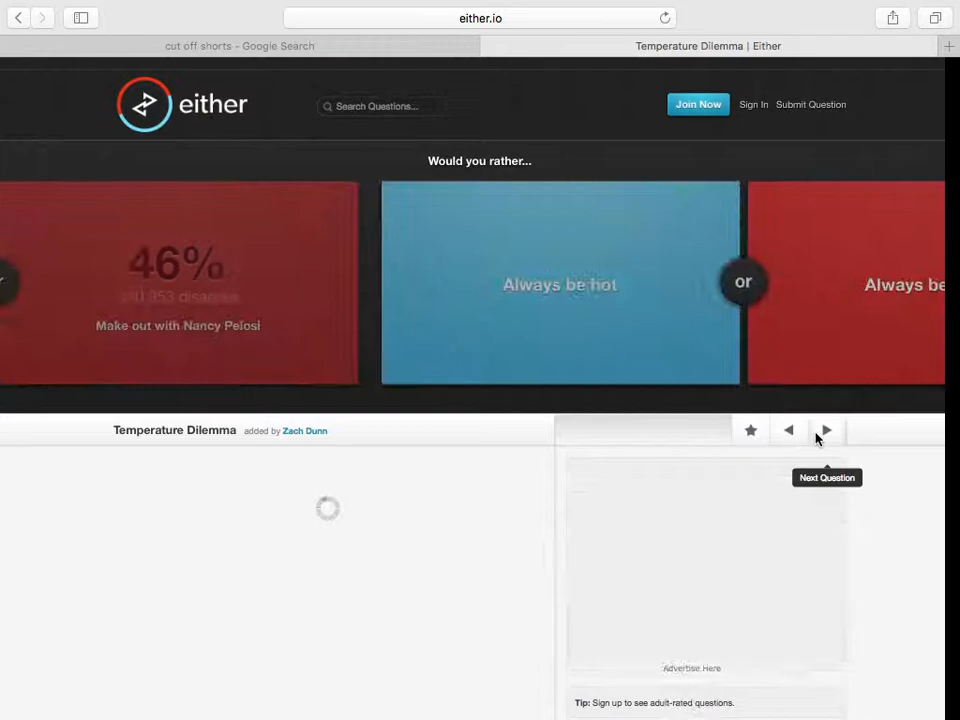 either.io
cut off shorts - Google Search
Temperature Dilemma | Either
either
Search Questions...
Join Now
Sign In
Submit Question
Would you rather...
46%
disagree
Make out with Nancy Pelosi
Always be hot
or
Always be
Temperature Dilemma
added by Zach Dunn
Next Question
Advertise Here
Tip: Sign up to see adult-rated questions.